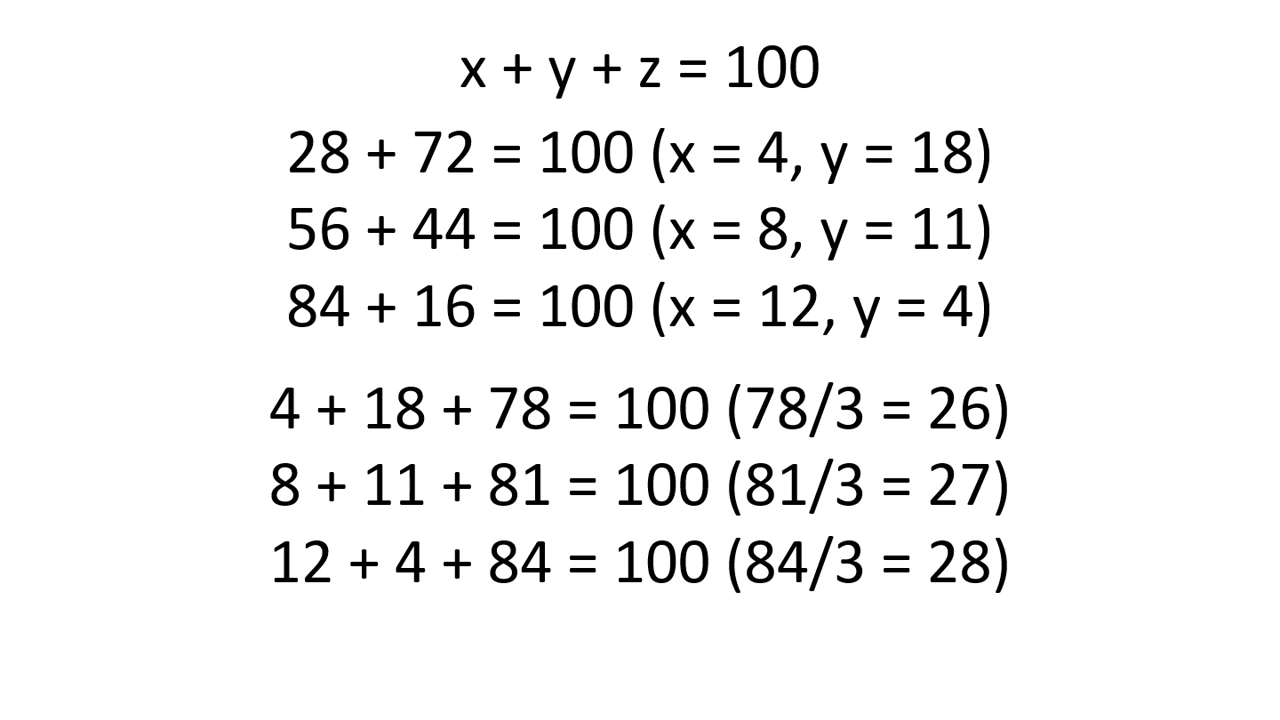 x + y + z = 100
28 + 72 = 100 (x = 4, y = 18)
56 + 44 = 100 (x = 8, y = 11)
84 + 16 = 100 (x = 12, y = 4)
4 + 18 + 78 = 100 (78/3 = 26)
8 + 11 + 81 = 100 (81/3 = 27)
12 + 4 + 84 = 100 (84/3 = 28)